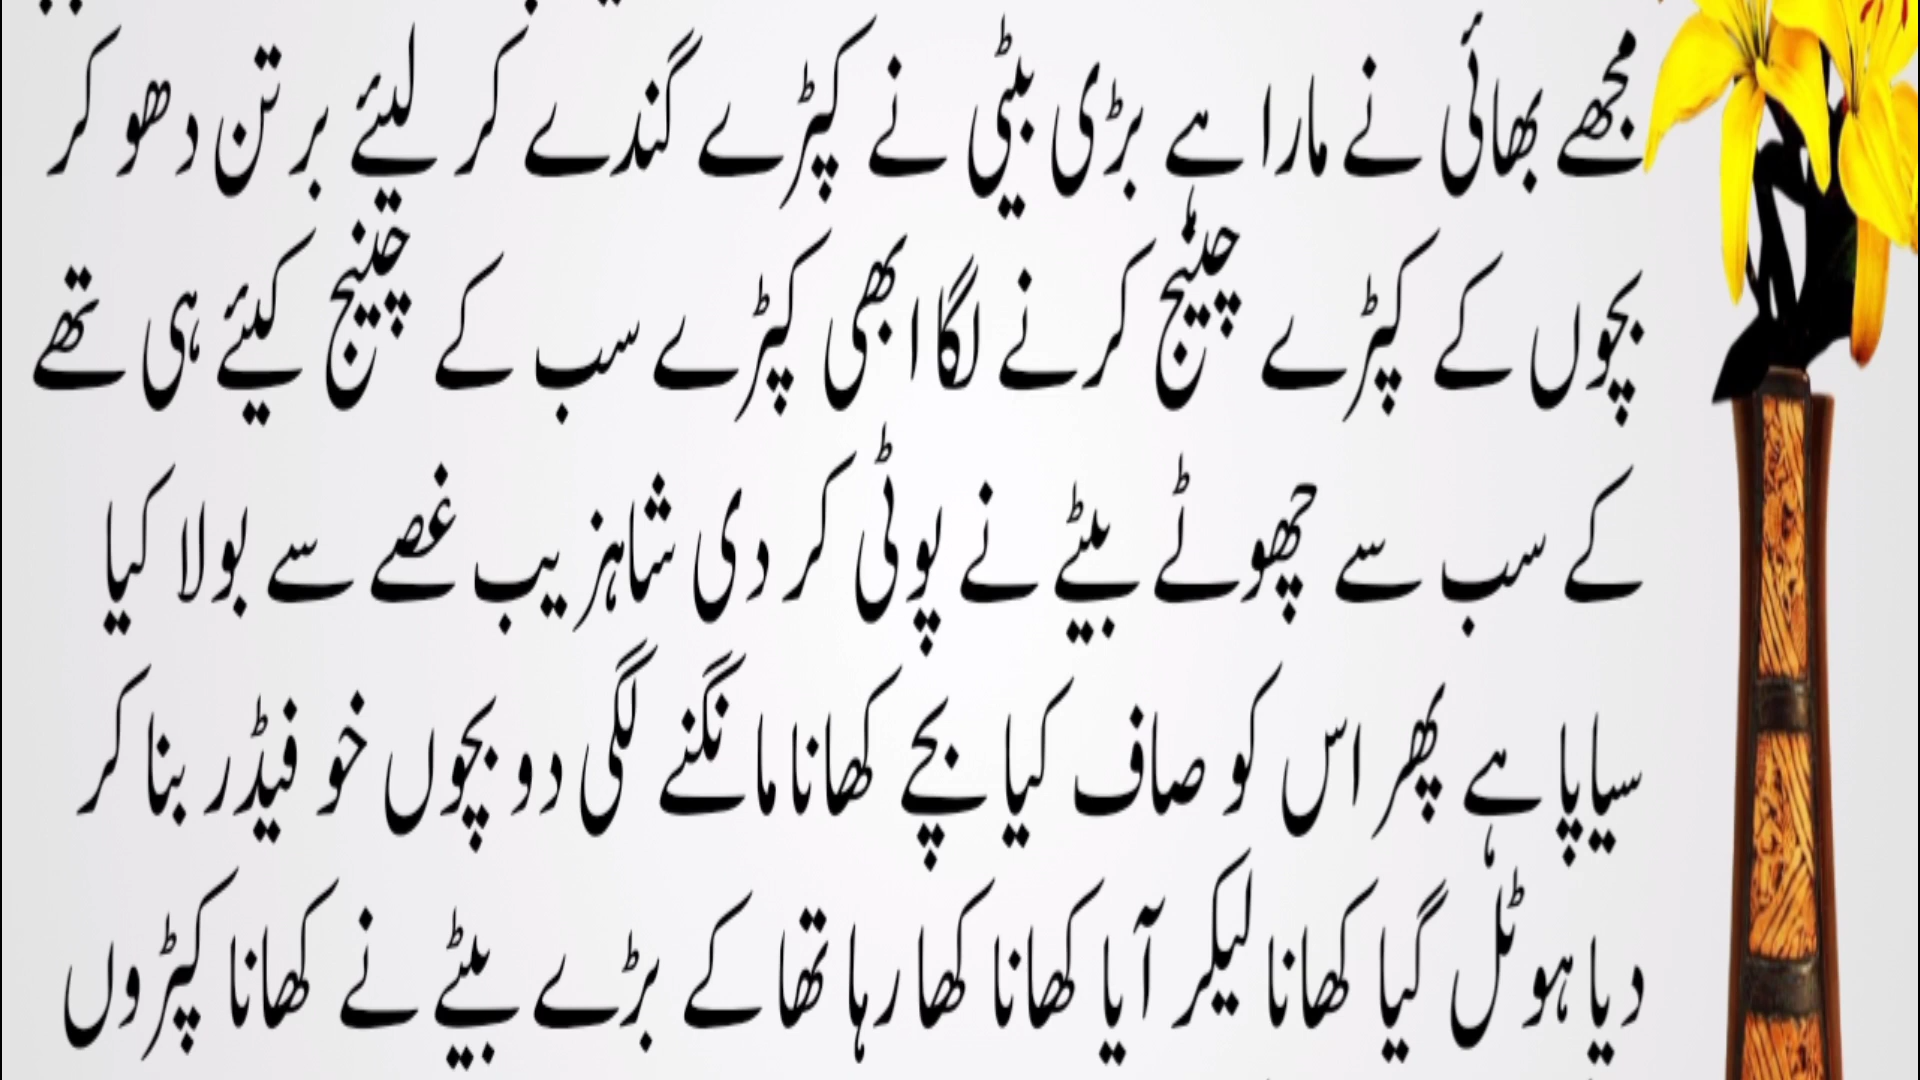 مجھے بھائی نے مارا ہے بڑی بیٹی نے کپڑے گندے کر لیئے برتن دھو کر
بچوں کے کپڑے چینج کرنے لگا ابھی کپڑے سب کے چینج کیئے ہی تھے
کے سب سے چھوٹے بیٹے نے پوٹی کر دی شاہزیب غصے سے بولا کیا
سیاپا ہے پھر اس کو صاف کیا بچے کھانا مانگنے لگی دو بچوں خو فیڈر بنا کر
دیا ہوٹل گیا کھانا لیکر آیا کھانا کھا رہا تھا کے بڑے بیٹے نے کھانا کپڑوں